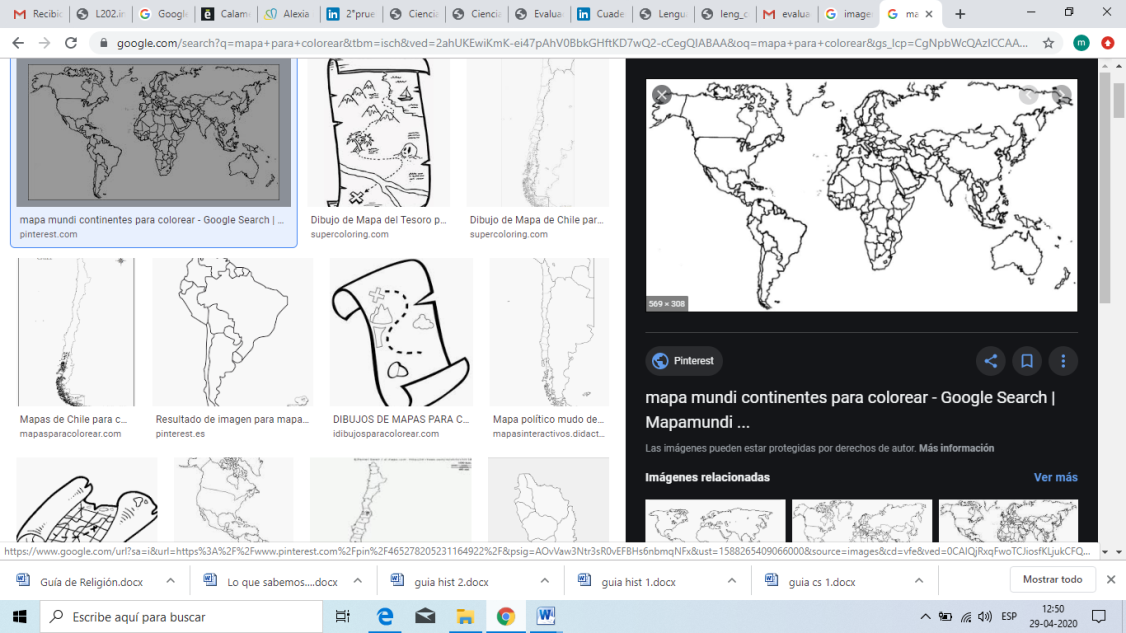 Recibic
L202.in
Google
Calam
Alexia
2°prue
Ciencia
Ciencia
Evalua
Cuade
Lengu
leng_c
evalua
image
ma
google.com/search?q=mapa+para+colorear&tbm=isch&ved=2ahUKEwiKmK-ei47pAhV0BbkGHftKD7wQ2-cCegQIABAA&oq=mapa+para+colorear&gs_lcp=CgNpbWcQAzICCAA...
mapa mundi continentes para colorear - Google Search | ...
pinterest.com
Dibujo de Mapa del Tesoro p...
supercoloring.com
Dibujo de Mapa de Chile par...
supercoloring.com
Mapas de Chile para c...
mapasparacolorear.com
Resultado de imagen para mapa...
pinterest.es
DIBUJOS DE MAPAS PARA C...
idibujosparacolorear.com
Mapa político mudo de...
mapasinteractivos.didact...
569 × 308
Pinterest
mapa mundi continentes para colorear - Google Search |
Mapamundi ...
Las imágenes pueden estar protegidas por derechos de autor. Más información
Imágenes relacionadas
Ver más
https://www.google.com/url?sa=i&url=https%3A%2F%2Fwww.pinterest.com%2Fpin%2F465278205231164922%2F&psig=AOvVaw3Ntr3sR0vEFBHs6nbmqNFx&ust=1588265409066000&source=images&cd=vfe&ved=0CAIQjRxqFwoTCJiosfKLjukCFQ...
Guía de Religión.docx
Lo que sabemos....docx
guia hist 2.docx
guia hist 1.docx
guia cs 1.docx
Mostrar todo
Escribe aquí para buscar
ESP
12:50
29-04-2020